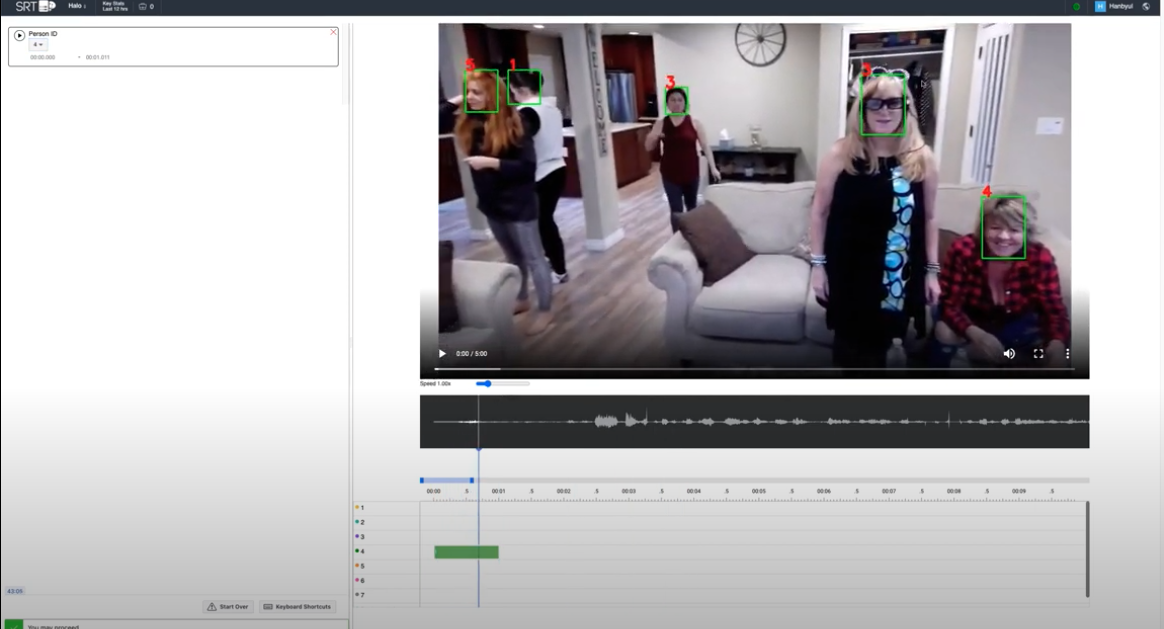 SRT
Halo
Key Stats
Last 12 hrs
0
Hanbyul
Person ID
4
00:00.000 - 00:01.011
5
1
3
3
4
0:00 / 5:00
Speed 1.00x
00:00 .5 00:01 .5 00:02 .5 00:03 .5 00:04 .5 00:05 .5 00:06 .5 00:07 .5 00:08 .5 00:09 .5
1
2
3
4
5
6
7
43:09
Start Over
Keyboard Shortcuts
You may proceed